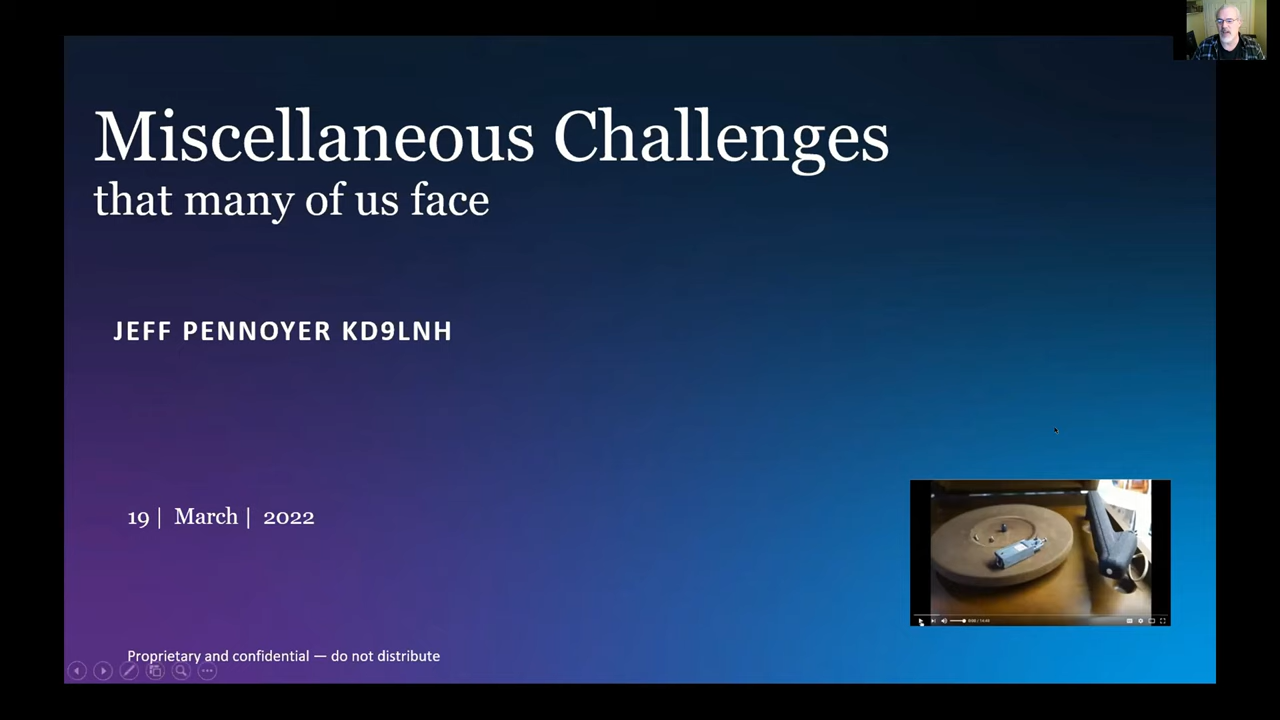 Miscellaneous Challenges
that many of us face
JEFF PENNOYER KD9LNH
19 | March | 2022
Proprietary and confidential — do not distribute